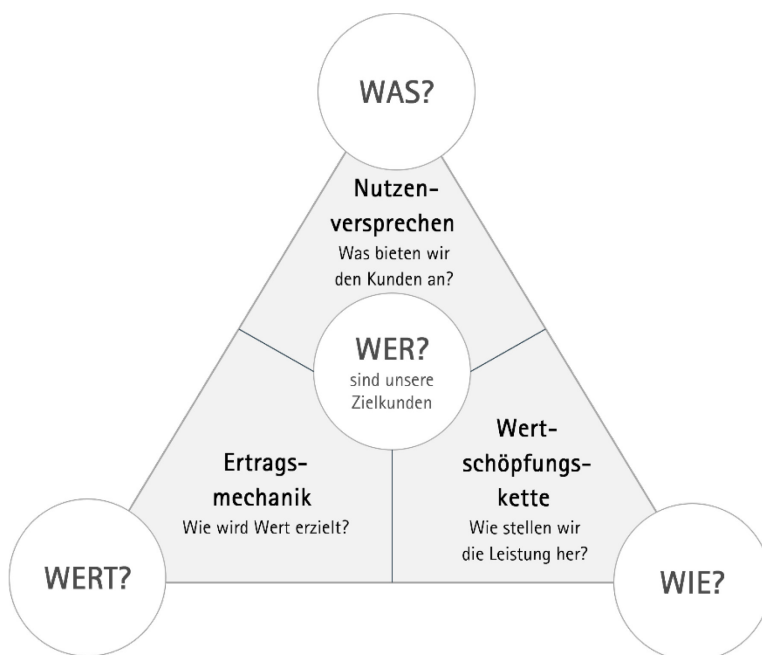 WAS?
Nutzen-
versprechen
Was bieten wir
den Kunden an?
WER?
sind unsere
Zielkunden
Ertrags-
mechanik
Wie wird Wert erzielt?
Wert-
schöpfungs-
kette
Wie stellen wir
die Leistung her?
WERT?
WIE?